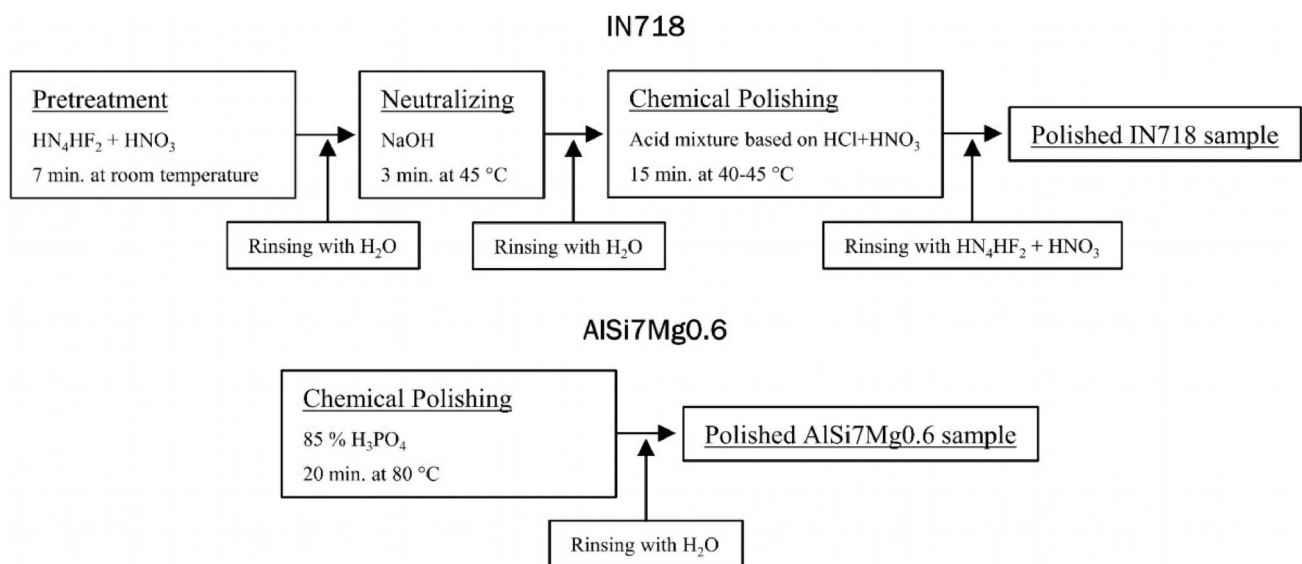 IN718
Pretreatment
HN₄HF₂ + HNO₃
7 min. at room temperature
Neutralizing
NaOH
3 min. at 45 °C
Chemical Polishing
Acid mixture based on HCl+HNO₃
15 min. at 40-45 °C
Polished IN718 sample
Rinsing with H₂O
Rinsing with H₂O
Rinsing with HN₄HF₂ + HNO₃
AlSi7Mg0.6
Chemical Polishing
85 % H₃PO₄
20 min. at 80 °C
Polished AlSi7Mg0.6 sample
Rinsing with H₂O